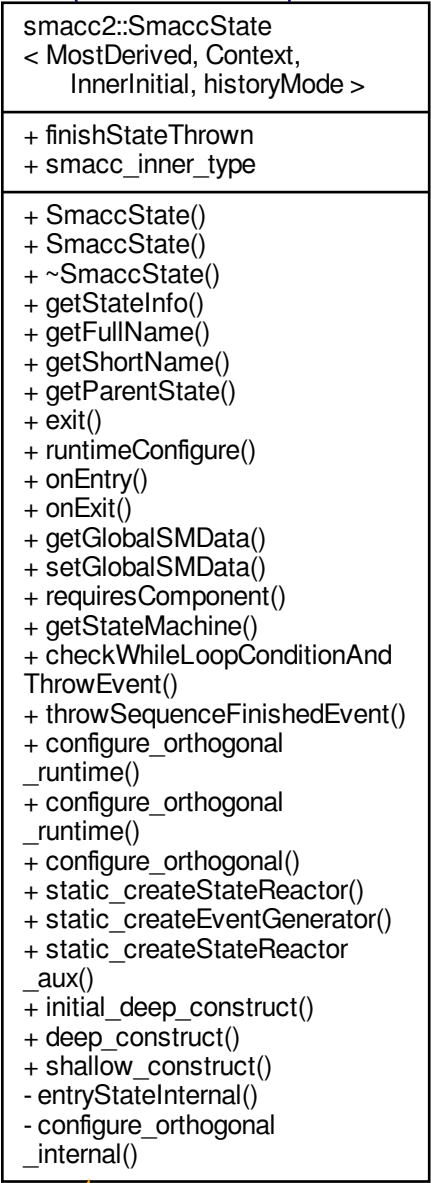 smacc2::SmaccState
< MostDerived, Context,
InnerInitial, historyMode >
+ finishStateThrown
+ smacc_inner_type
+ SmaccState()
+ SmaccState()
+ ~SmaccState()
+ getStateInfo()
+ getFullName()
+ getShortName()
+ getParentState()
+ exit()
+ runtimeConfigure()
+ onEntry()
+ onExit()
+ getGlobalSMData()
+ setGlobalSMData()
+ requiresComponent()
+ getStateMachine()
+ checkWhileLoopConditionAnd
ThrowEvent()
+ throwSequenceFinishedEvent()
+ configure_orthogonal
_runtime()
+ configure_orthogonal
_runtime()
+ configure_orthogonal()
+ static_createStateReactor()
+ static_createEventGenerator()
+ static_createStateReactor
_aux()
+ initial_deep_construct()
+ deep_construct()
+ shallow_construct()
- entryStateInternal()
- configure_orthogonal
_internal()